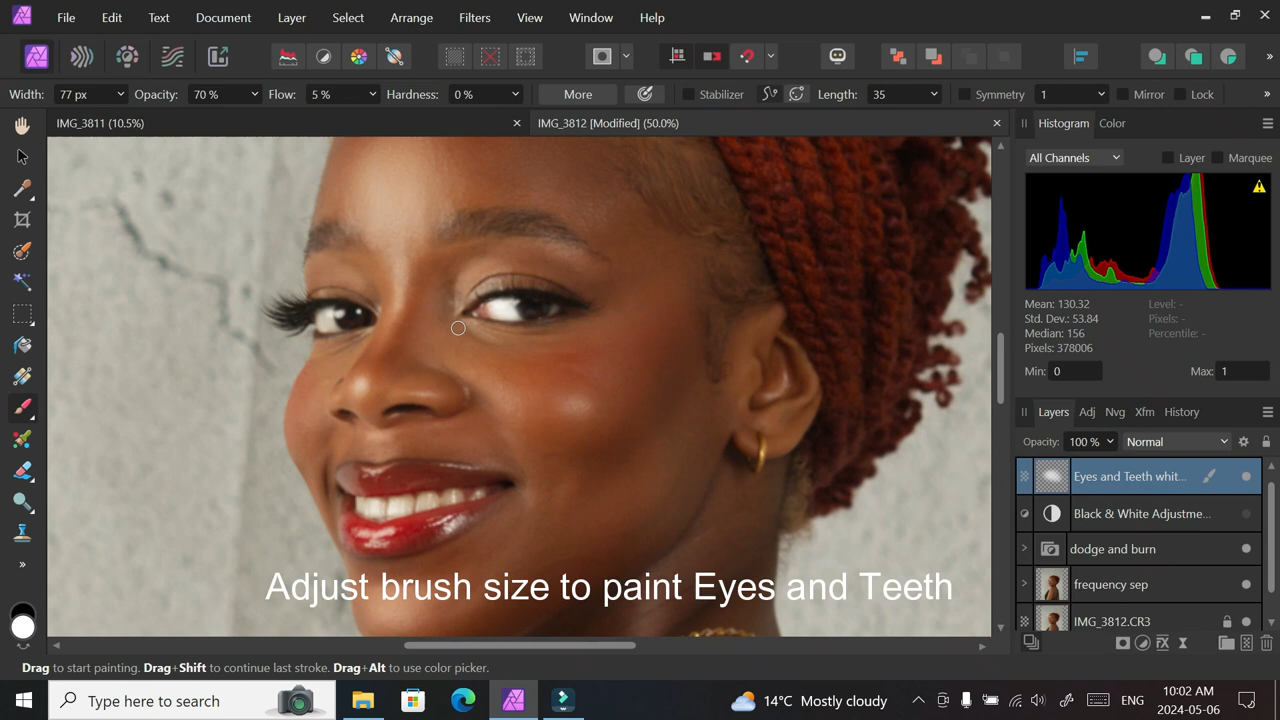 File Edit Text Document Layer Select Arrange Filters View Window Help
Width: 77 px Opacity: 70 % Flow: 5 % Hardness: 0 % More Stabilizer Length: 35 Symmetry 1 Mirror Lock »
IMG_3811 (10.5%) × IMG_3812 [Modified] (50.0%) ×
Histogram Color
All Channels Layer Marquee
Mean: 130.32 Level: -
Std. Dev.: 53.84 Pixels: -
Median: 156 Percentile: -
Pixels: 378006
Min: 0 Max: 1
Layers Adj Nvg Xfm History
Opacity: 100 % Normal
Eyes and Teeth whit...
Black & White Adjustme...
dodge and burn
frequency sep
IMG_3812.CR3
Adjust brush size to paint Eyes and Teeth
Drag to start painting. Drag+Shift to continue last stroke. Drag+Alt to use color picker.
Type here to search
14°C Mostly cloudy
ENG
10:02 AM
2024-05-06